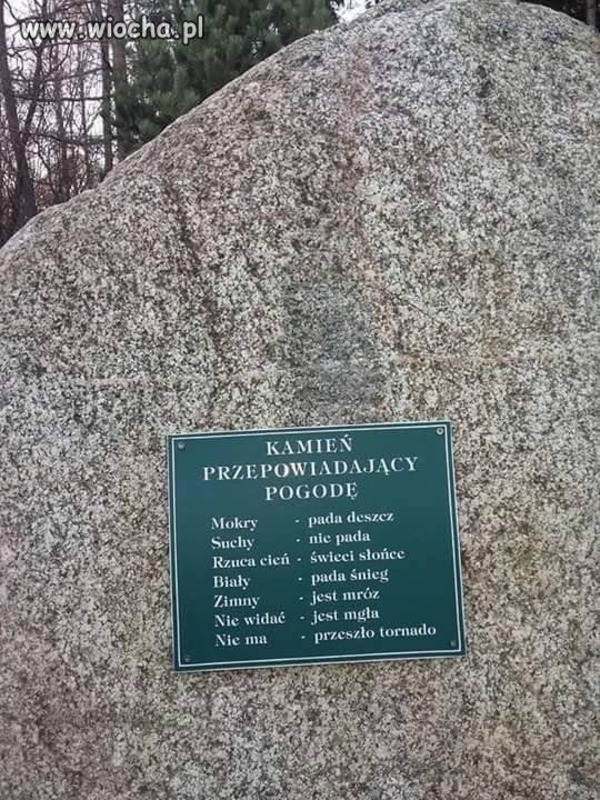 www.wiocha.pl
KAMIEŃ
PRZEPOWIADAJĄCY
POGODĘ
Mokry - pada deszcz
Suchy - nie pada
Rzuca cień - świeci słońce
Biały - pada śnieg
Zimny - jest mróz
Nie widać - jest mgła
Nie ma - przeszło tornado